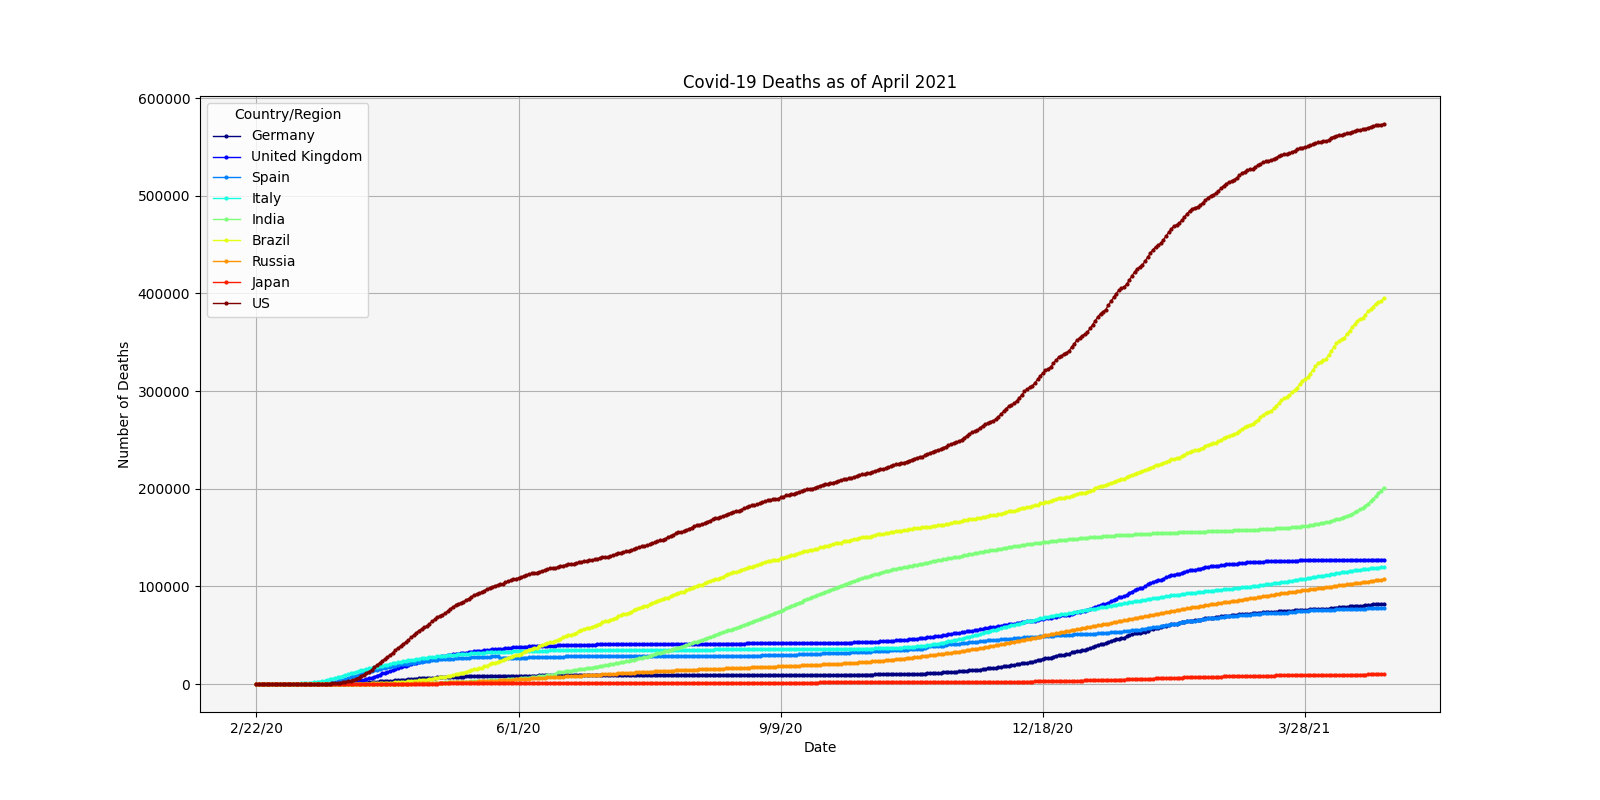 Covid-19 Deaths as of April 2021
600000
500000
400000
300000
200000
100000
0
Number of Deaths
Country/Region
Germany
United Kingdom
Spain
Italy
India
Brazil
Russia
Japan
US
2/22/20 6/1/20 9/9/20 12/18/20 3/28/21
Date